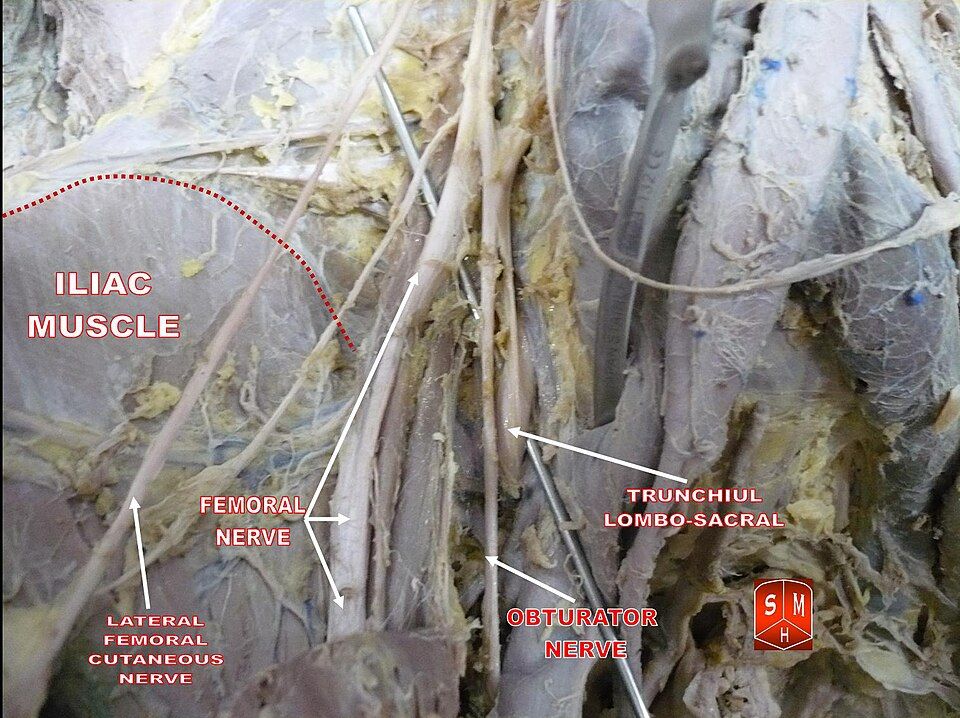 ILIAC
MUSCLE
FEMORAL
NERVE
TRUNCHIUL
LOMBO-SACRAL
LATERAL
FEMORAL
CUTANEOUS
NERVE
OBTURATOR
NERVE
S M
H